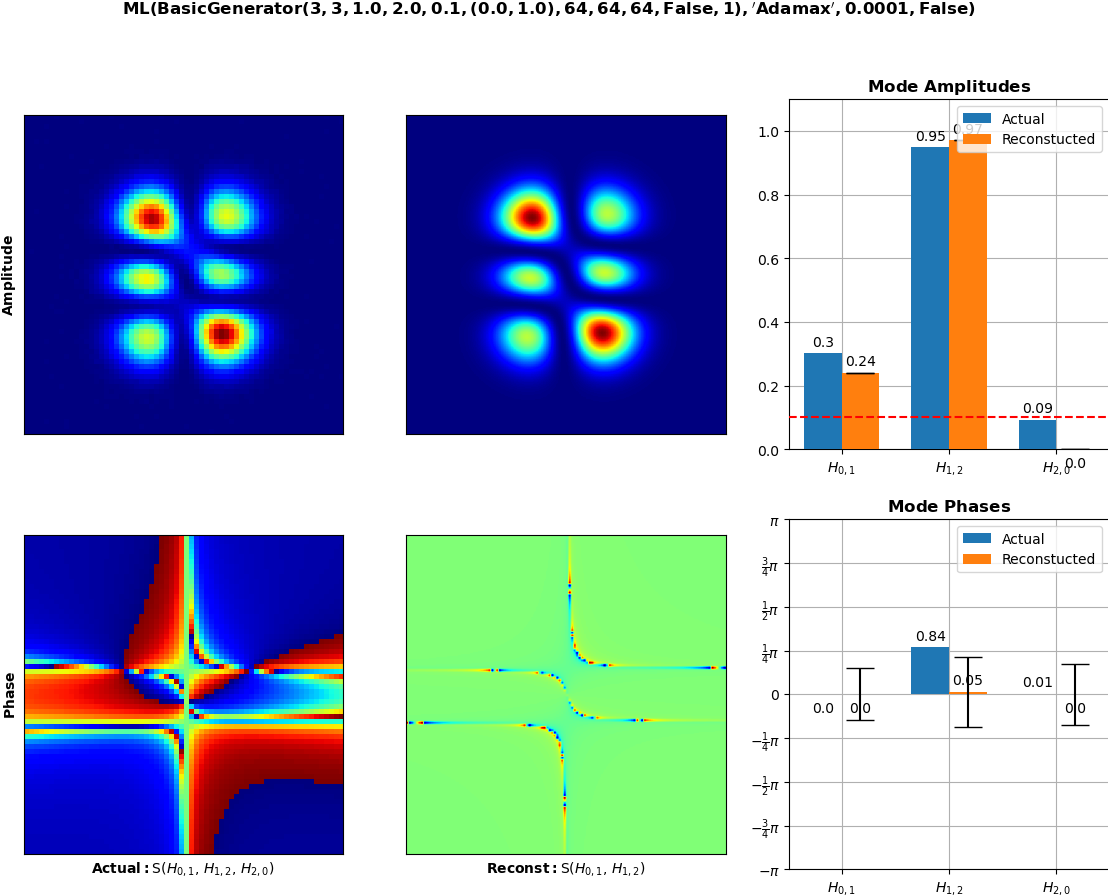 ML(BasicGenerator(3, 3, 1.0, 2.0, 0.1, (0.0, 1.0), 64, 64, 64, False, 1), ′Adamax′, 0.0001, False)
Amplitude
Mode Amplitudes
Actual
Reconstucted
1.0
0.8
0.6
0.4
0.2
0.0
0.3
0.24
0.95
0.97
0.09
0.0
H0, 1
H1, 2
H2, 0
Phase
Actual: S(H0, 1, H1, 2, H2, 0)
Reconst: S(H0, 1, H1, 2)
Mode Phases
Actual
Reconstucted
π
3/4π
1/2π
1/4π
0
−1/4π
−1/2π
−3/4π
−π
0.0
0.0
0.84
0.05
0.01
0.0
H0, 1
H1, 2
H2, 0